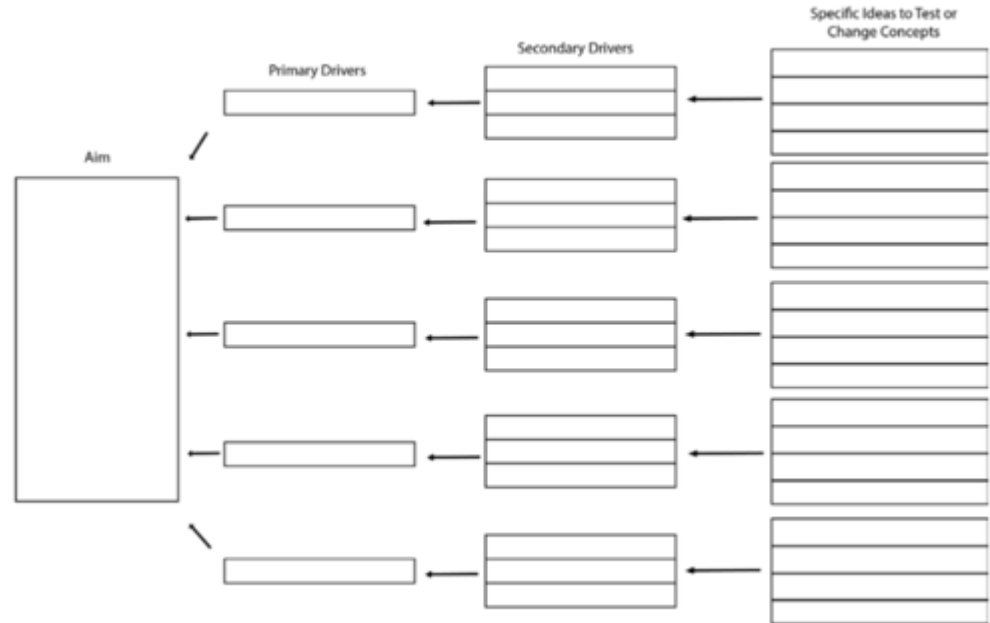 Aim
Primary Drivers
Secondary Drivers
Specific Ideas to Test or
Change Concepts